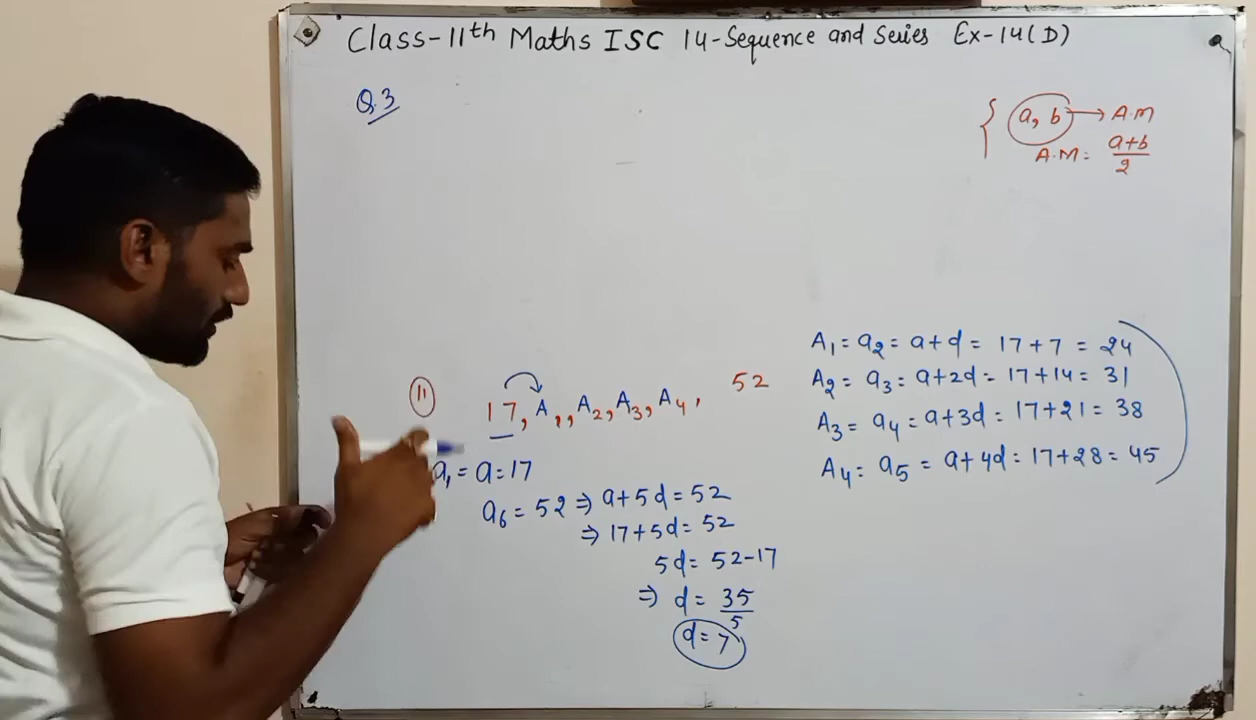 Class-11th Maths ISC 14-Sequence and Series Ex-14(D)
Q.3
{ a, b → A.M
A.M = a+b/2
(ii) 17, A₁, A₂, A₃, A₄, 52
a₁ = a = 17
a₆ = 52 ⇒ a+5d = 52
⇒ 17+5d = 52
5d = 52-17
⇒ d = 35/5
d = 7
A₁ = a₂ = a+d = 17+7 = 24
A₂ = a₃ = a+2d = 17+14 = 31
A₃ = a₄ = a+3d = 17+21 = 38
A₄ = a₅ = a+4d = 17+28 = 45